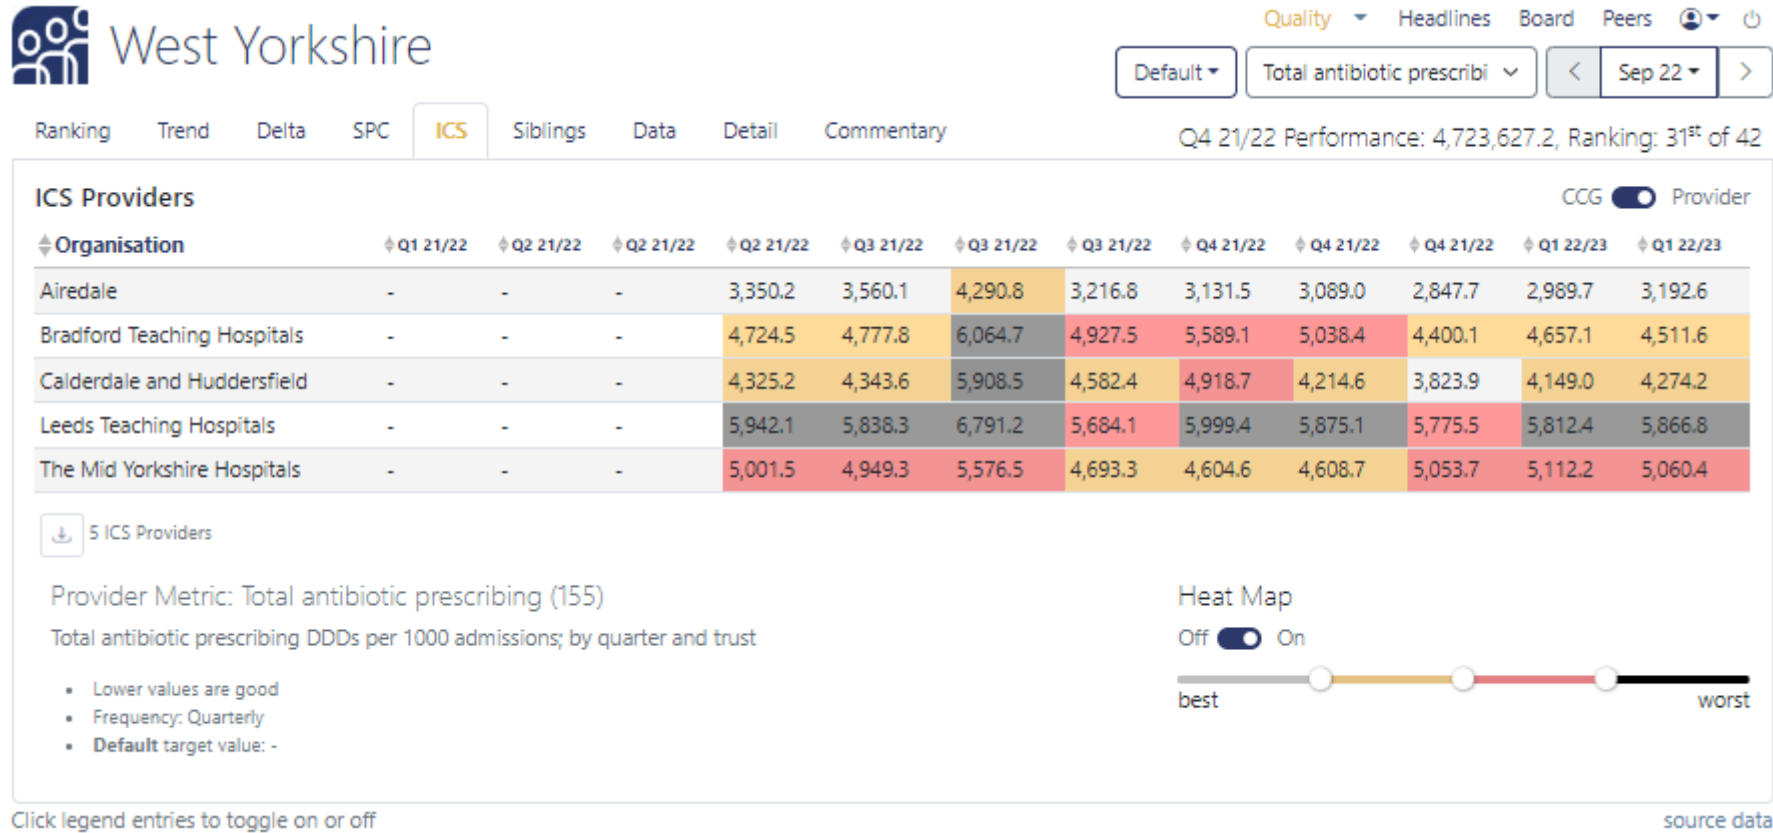 West Yorkshire
Quality Headlines Board Peers
Default Total antibiotic prescribi Sep 22
Ranking Trend Delta SPC ICS Siblings Data Detail Commentary
Q4 21/22 Performance: 4,723,627.2, Ranking: 31st of 42
ICS Providers
CCG Provider
Organisation Q1 21/22 Q2 21/22 Q2 21/22 Q2 21/22 Q3 21/22 Q3 21/22 Q3 21/22 Q4 21/22 Q4 21/22 Q4 21/22 Q1 22/23 Q1 22/23
Airedale - - - 3,350.2 3,560.1 4,290.8 3,216.8 3,131.5 3,089.0 2,847.7 2,989.7 3,192.6
Bradford Teaching Hospitals - - - 4,724.5 4,777.8 6,064.7 4,927.5 5,589.1 5,038.4 4,400.1 4,657.1 4,511.6
Calderdale and Huddersfield - - - 4,325.2 4,343.6 5,908.5 4,582.4 4,918.7 4,214.6 3,823.9 4,149.0 4,274.2
Leeds Teaching Hospitals - - - 5,942.1 5,838.3 6,791.2 5,684.1 5,999.4 5,875.1 5,775.5 5,812.4 5,866.8
The Mid Yorkshire Hospitals - - - 5,001.5 4,949.3 5,576.5 4,693.3 4,604.6 4,608.7 5,053.7 5,112.2 5,060.4
5 ICS Providers
Provider Metric: Total antibiotic prescribing (155)
Total antibiotic prescribing DDDs per 1000 admissions; by quarter and trust
• Lower values are good
• Frequency: Quarterly
• Default target value: -
Heat Map
Off On
best worst
Click legend entries to toggle on or off
source data